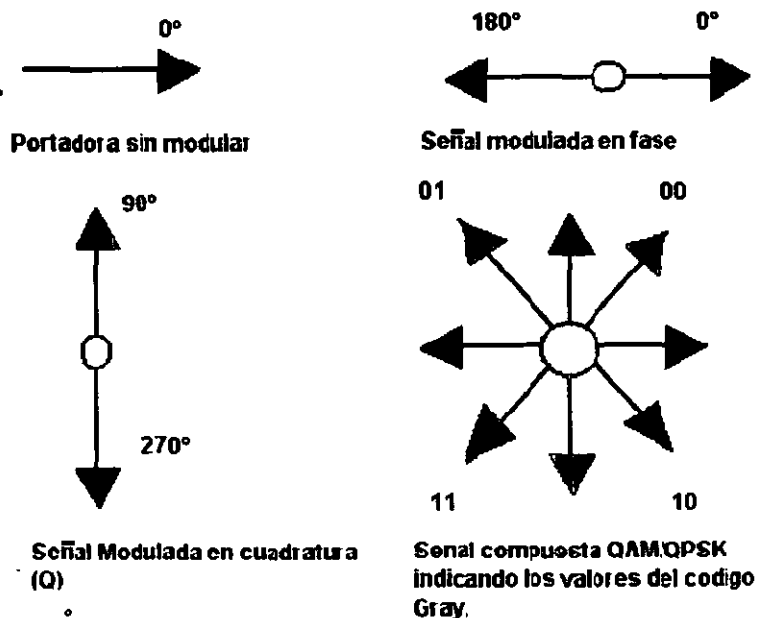 0°
Portadora sin modular
180° 0°
Señal modulada en fase
90°
270°
Señal Modulada en cuadratura
(Q)
01 00
11 10
Senal compuesta QAM/QPSK
indicando los valores del codigo
Gray.